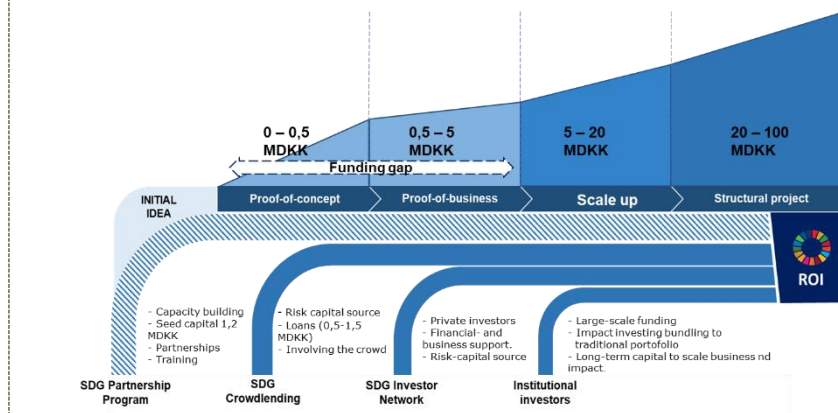 0 – 0,5
MDKK
0,5 – 5
MDKK
5 – 20
MDKK
20 – 100
MDKK
Funding gap
INITIAL
IDEA
Proof-of-concept
Proof-of-business
Scale up
Structural project
ROI
- Capacity building
- Seed capital 1,2
MDKK
- Partnerships
- Training
- Risk capital source
- Loans (0,5-1,5
MDKK)
- Involving the crowd
- Private investors
- Financial- and
business support.
- Risk-capital source
- Large-scale funding
- Impact investing bundling to
traditional portofolio
- Long-term capital to scale business nd
impact.
SDG Partnership
Program
SDG
Crowdlending
SDG Investor
Network
Institutional
investors